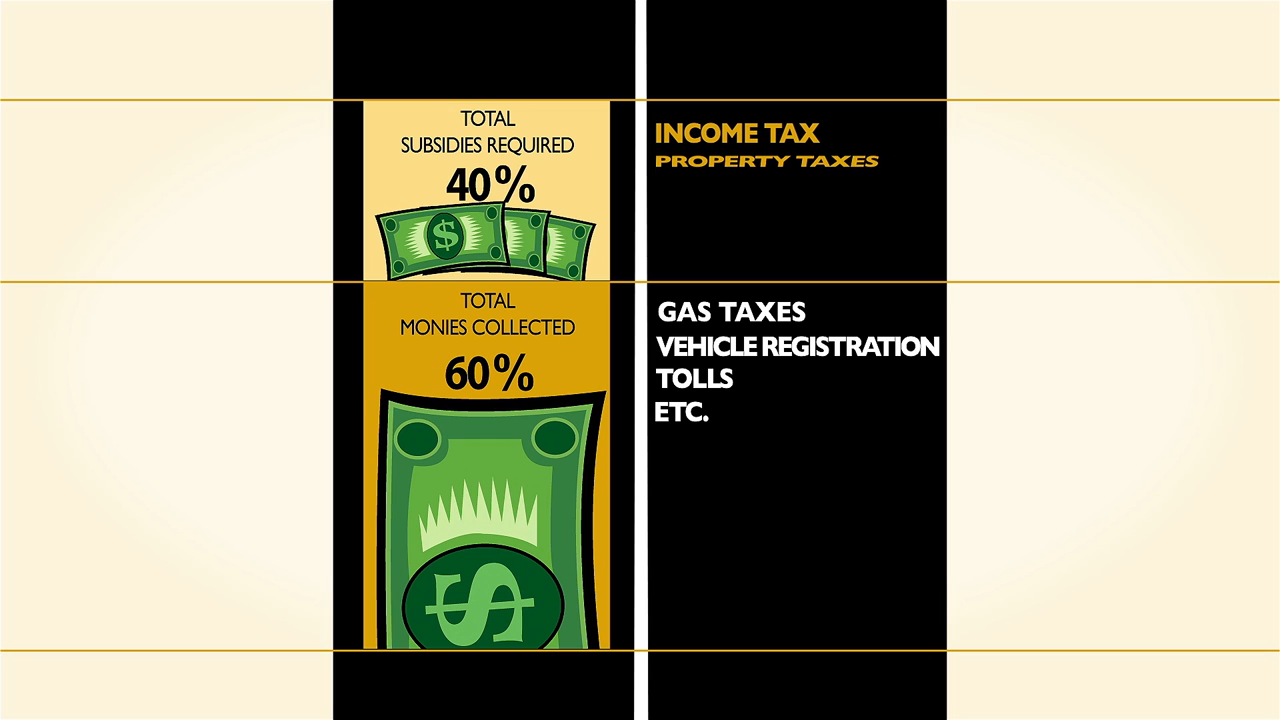 TOTAL
SUBSIDIES REQUIRED
40%
$
TOTAL
MONIES COLLECTED
60%
$
INCOME TAX
PROPERTY TAXES
GAS TAXES
VEHICLE REGISTRATION
TOLLS
ETC.